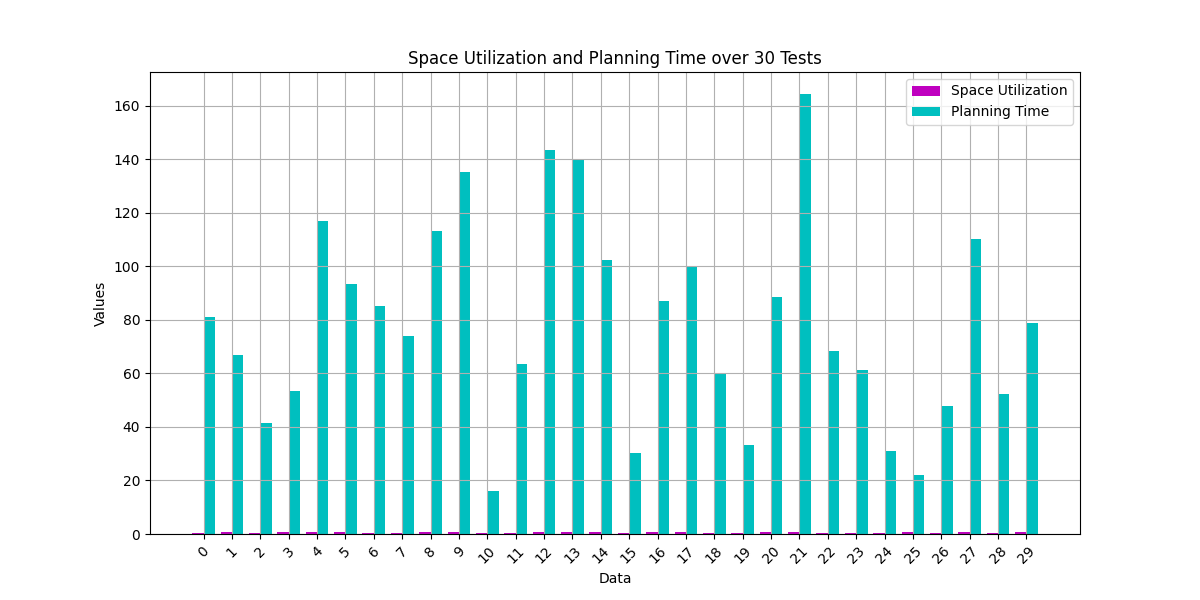 Space Utilization and Planning Time over 30 Tests
Space Utilization
Planning Time
160
140
120
100
80
60
40
20
0
Values
0 1 2 3 4 5 6 7 8 9 10 11 12 13 14 15 16 17 18 19 20 21 22 23 24 25 26 27 28 29
Data